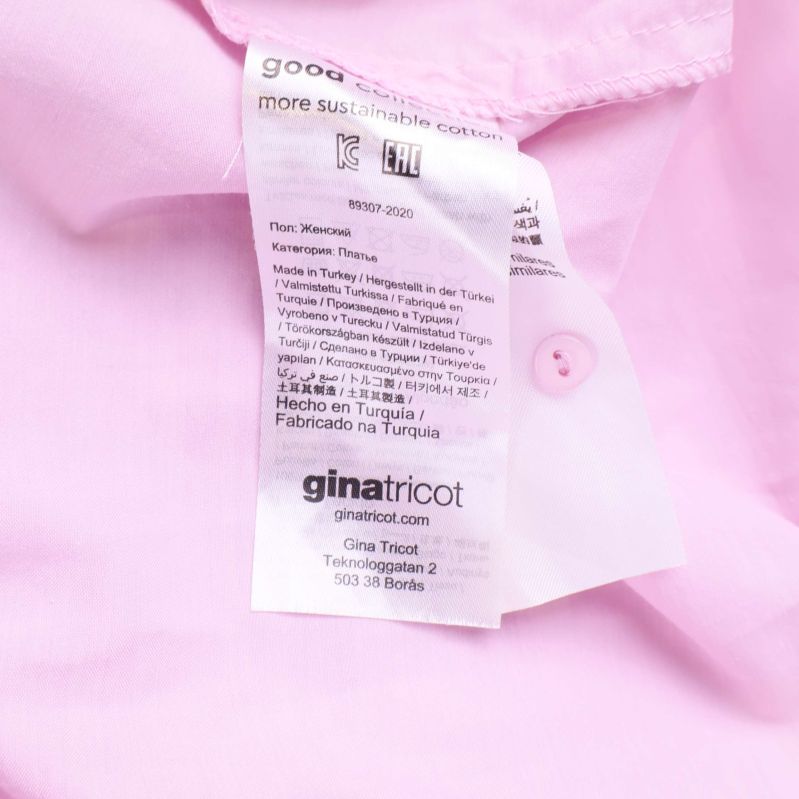 good
more sustainable cotton
EAC
89307-2020
Пол: Женский
Категория: Платье
Made in Turkey / Hergestellt in der Türkei
/ Valmistettu Turkissa / Fabriqué en
Turquie / Произведено в Турция /
Vyrobeno v Turecku / Valmistatud Türgis
/ Törökországban készült / Izdelano v
Turčiji / Сделано в Турции / Türkiye'de
yapılan / Κατασκευασμένο στην Τουρκία /
صنع في تركيا / トルコ製 / 터키에서 제조 /
土耳其制造 / 土耳其製造 /
Hecho en Turquía /
Fabricado na Turquia
ginatricot
ginatricot.com
Gina Tricot
Teknologgatan 2
503 38 Borås